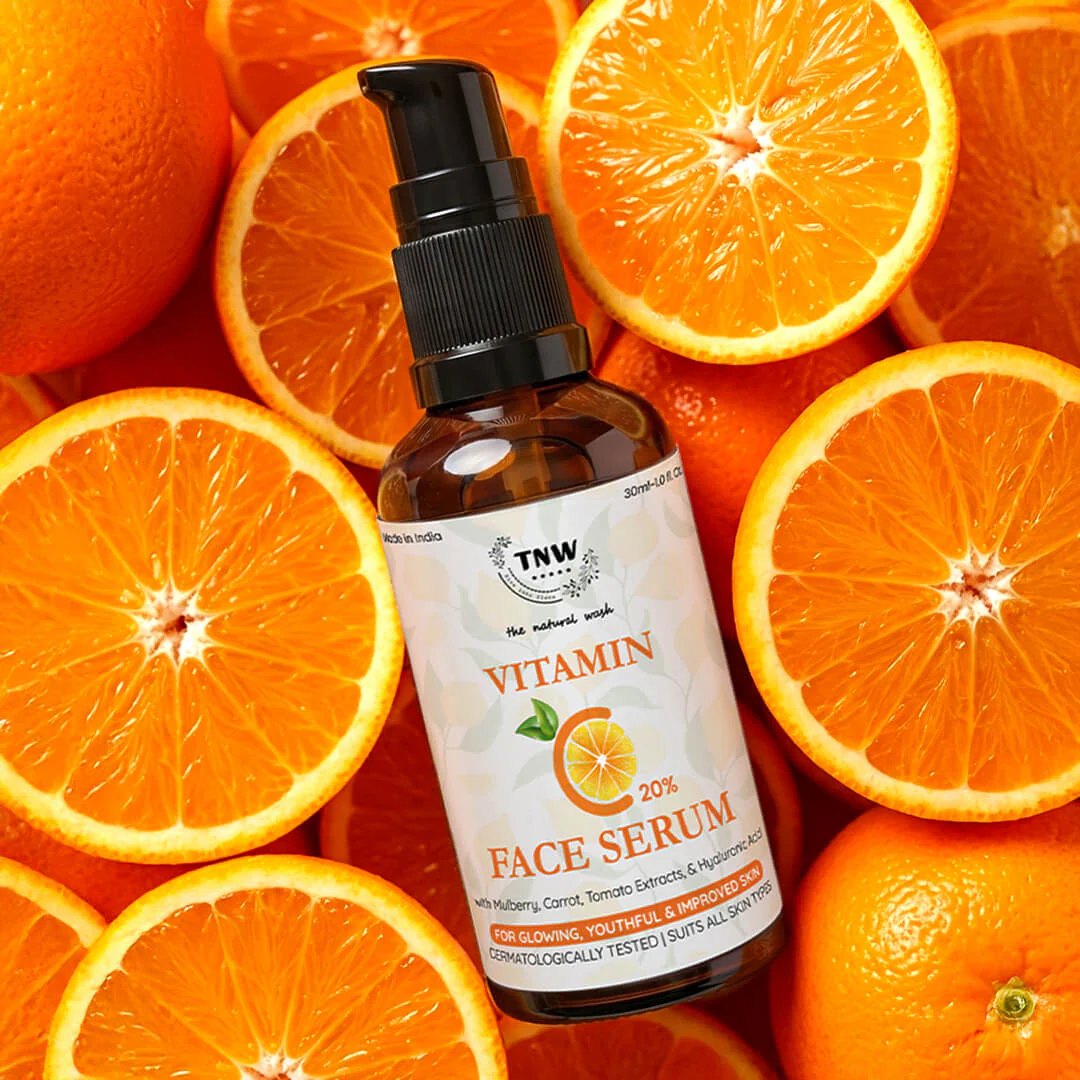 Made in India
30ml-1.0 fl. Oz
TNW
the natural wash
VITAMIN
C
20%
FACE SERUM
with Mulberry, Carrot, Tomato Extracts, & Hyaluronic Acid
FOR GLOWING, YOUTHFUL & IMPROVED SKIN
DERMATOLOGICALLY TESTED | SUITS ALL SKIN TYPES